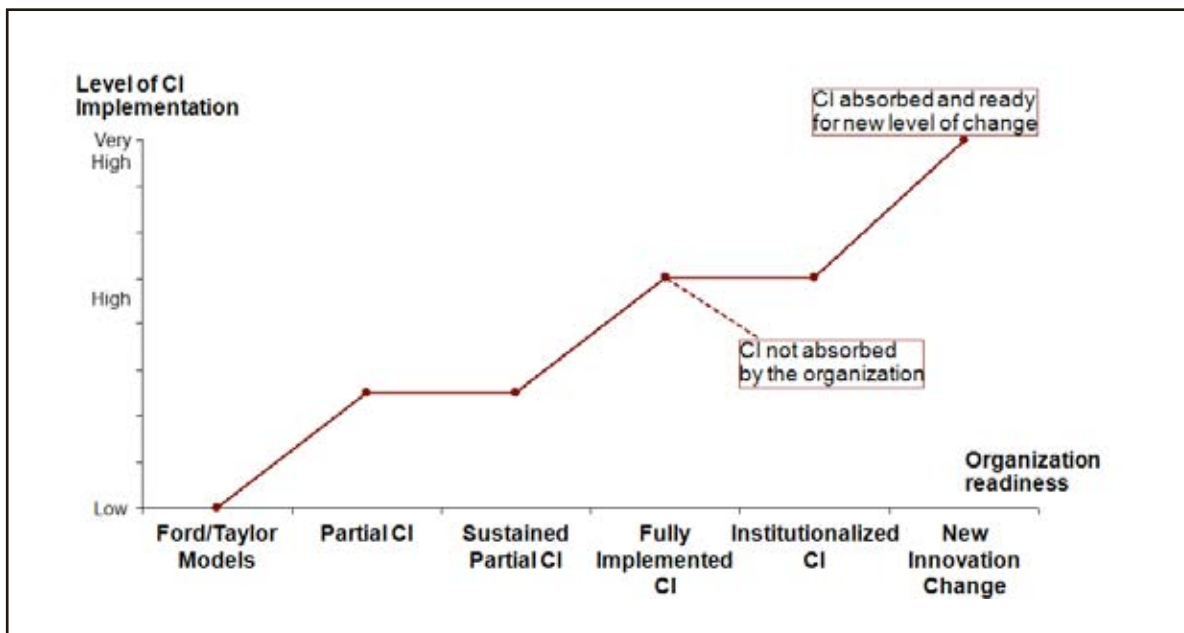 Level of CI
Implementation
Very
High
High
Low
CI absorbed and ready
for new level of change
CI not absorbed
by the organization
Organization
readiness
Ford/Taylor
Models
Partial CI
Sustained
Partial CI
Fully
Implemented
CI
Institutionalized
CI
New
Innovation
Change